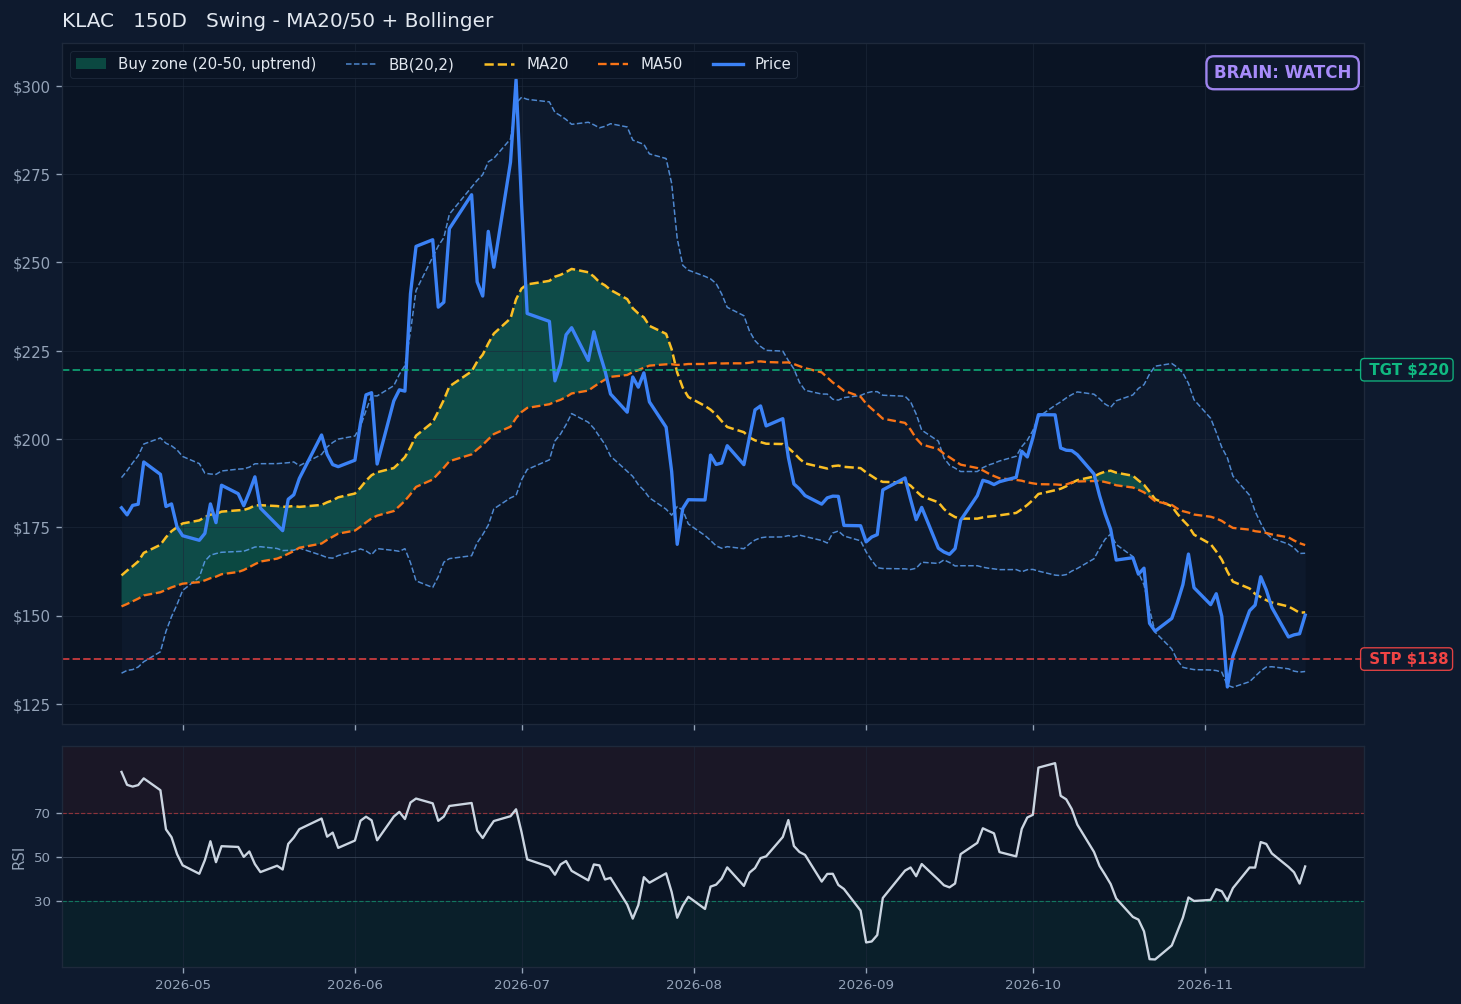 KLAC 150D Swing - MA20/50 + Bollinger
Buy zone (20-50, uptrend)
BB(20,2)
MA20
MA50
Price
BRAIN: WATCH
$300
$275
$250
$225
$200
$175
$150
$125
TGT $220
STP $138
RSI
70
50
30
2026-05
2026-06
2026-07
2026-08
2026-09
2026-10
2026-11